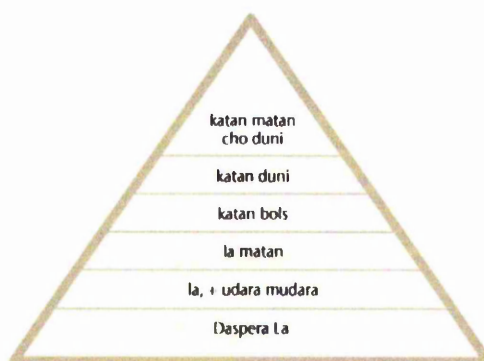 katan matan
cho duni
katan duni
katan bols
la matan
la, + udara mudara
Daspera La